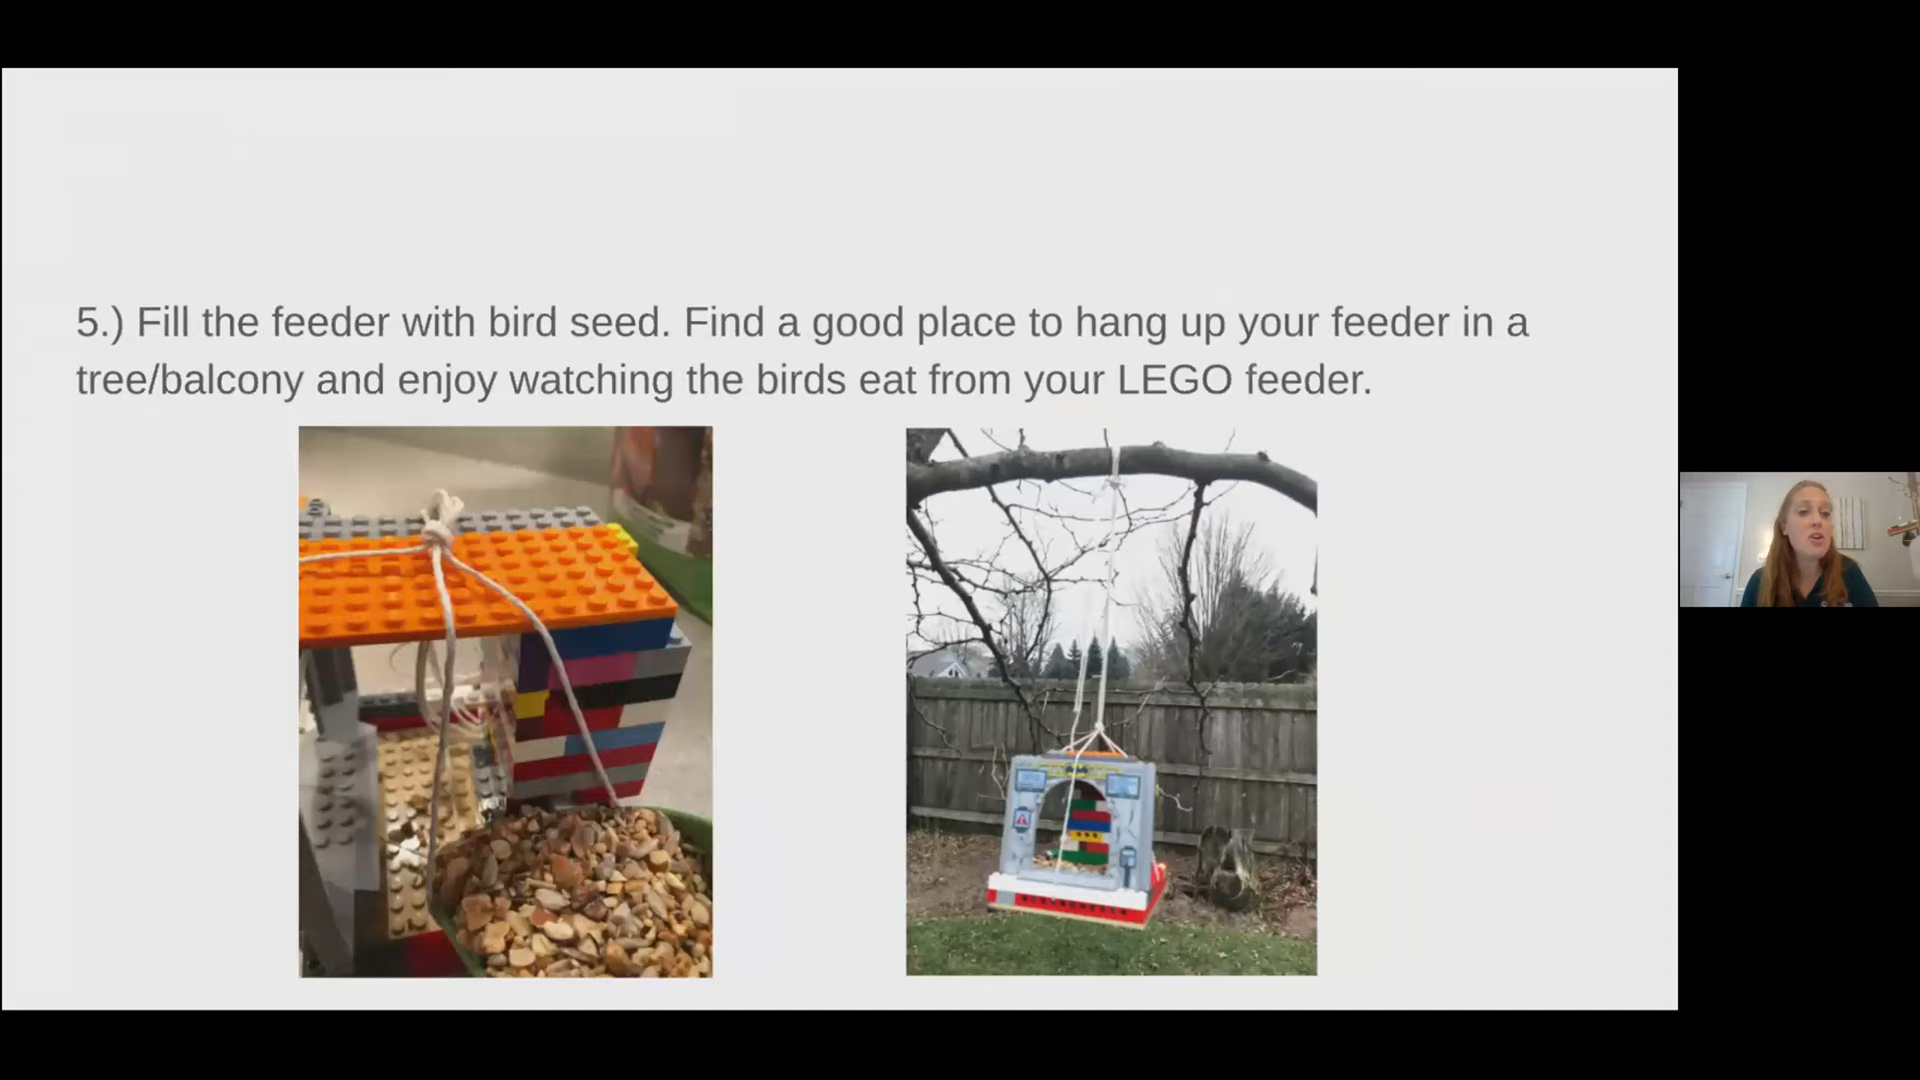 5.) Fill the feeder with bird seed. Find a good place to hang up your feeder in a
tree/balcony and enjoy watching the birds eat from your LEGO feeder.